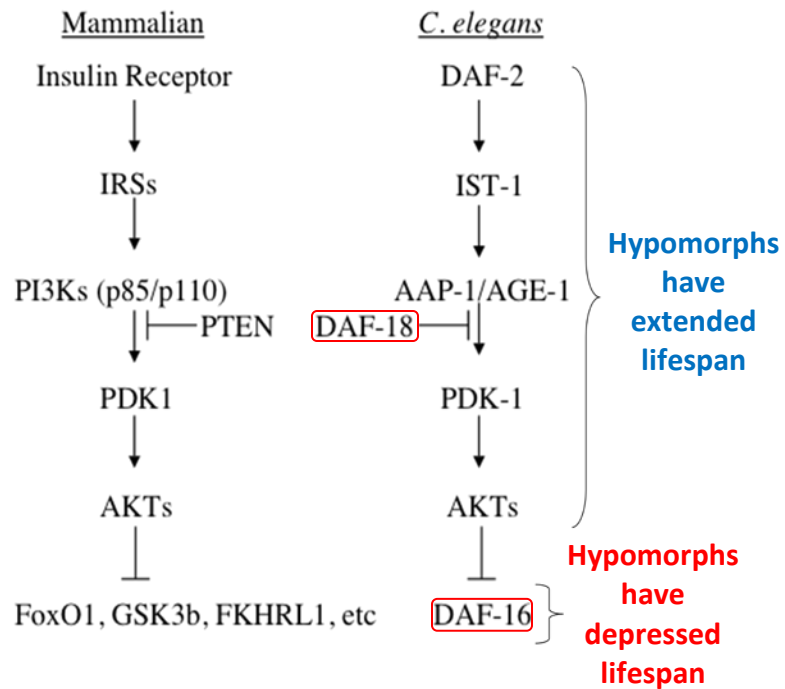 Mammalian
C. elegans
Insulin Receptor
DAF-2
IRSs
IST-1
PI3Ks (p85/p110)
AAP-1/AGE-1
PTEN
DAF-18
PDK1
PDK-1
AKTs
AKTs
FoxO1, GSK3b, FKHRL1, etc
DAF-16
Hypomorphs
have
extended
lifespan
Hypomorphs
have
depressed
lifespan